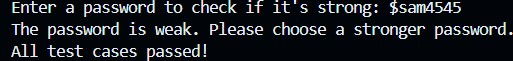 Enter a password to check if it's strong: $sam4545
The password is weak. Please choose a stronger password.
All test cases passed!